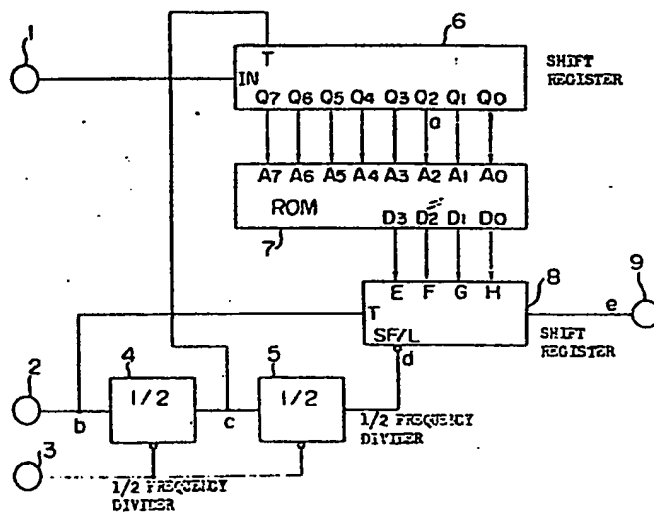 1
6
T
IN
SHIFT
REGISTER
Q7 Q6 Q5 Q4 Q3 Q2 Q1 Q0
a
A7 A6 A5 A4 A3 A2 A1 A0
ROM
D3 D2 D1 D0
7
8
9
E F G H
T
e
SF/L
d
SHIFT
REGISTER
2
4
5
1/2
1/2
b
c
1/2 FREQUENCY
DIVIDER
3
1/2 FREQUENCY
DIVIDER